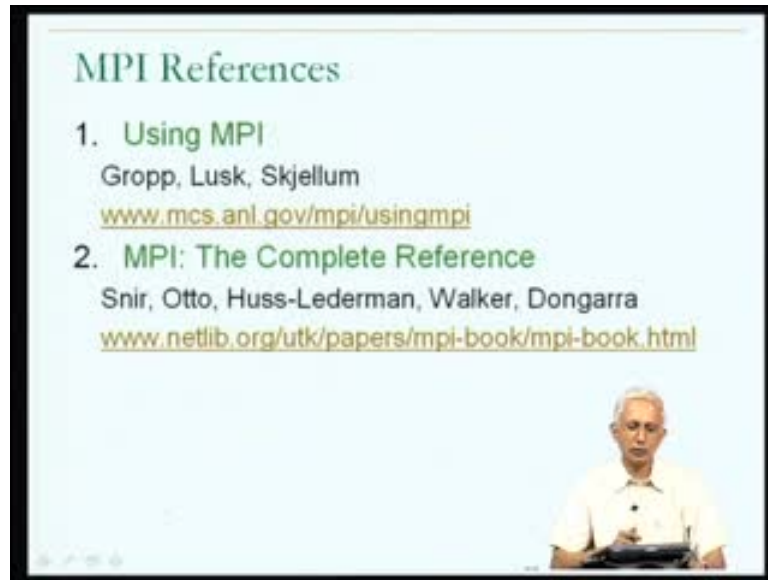 MPI References
1. Using MPI
Gropp, Lusk, Skjellum
www.mcs.anl.gov/mpi/usingmpi
2. MPI: The Complete Reference
Snir, Otto, Huss-Lederman, Walker, Dongarra
www.netlib.org/utk/papers/mpi-book/mpi-book.html